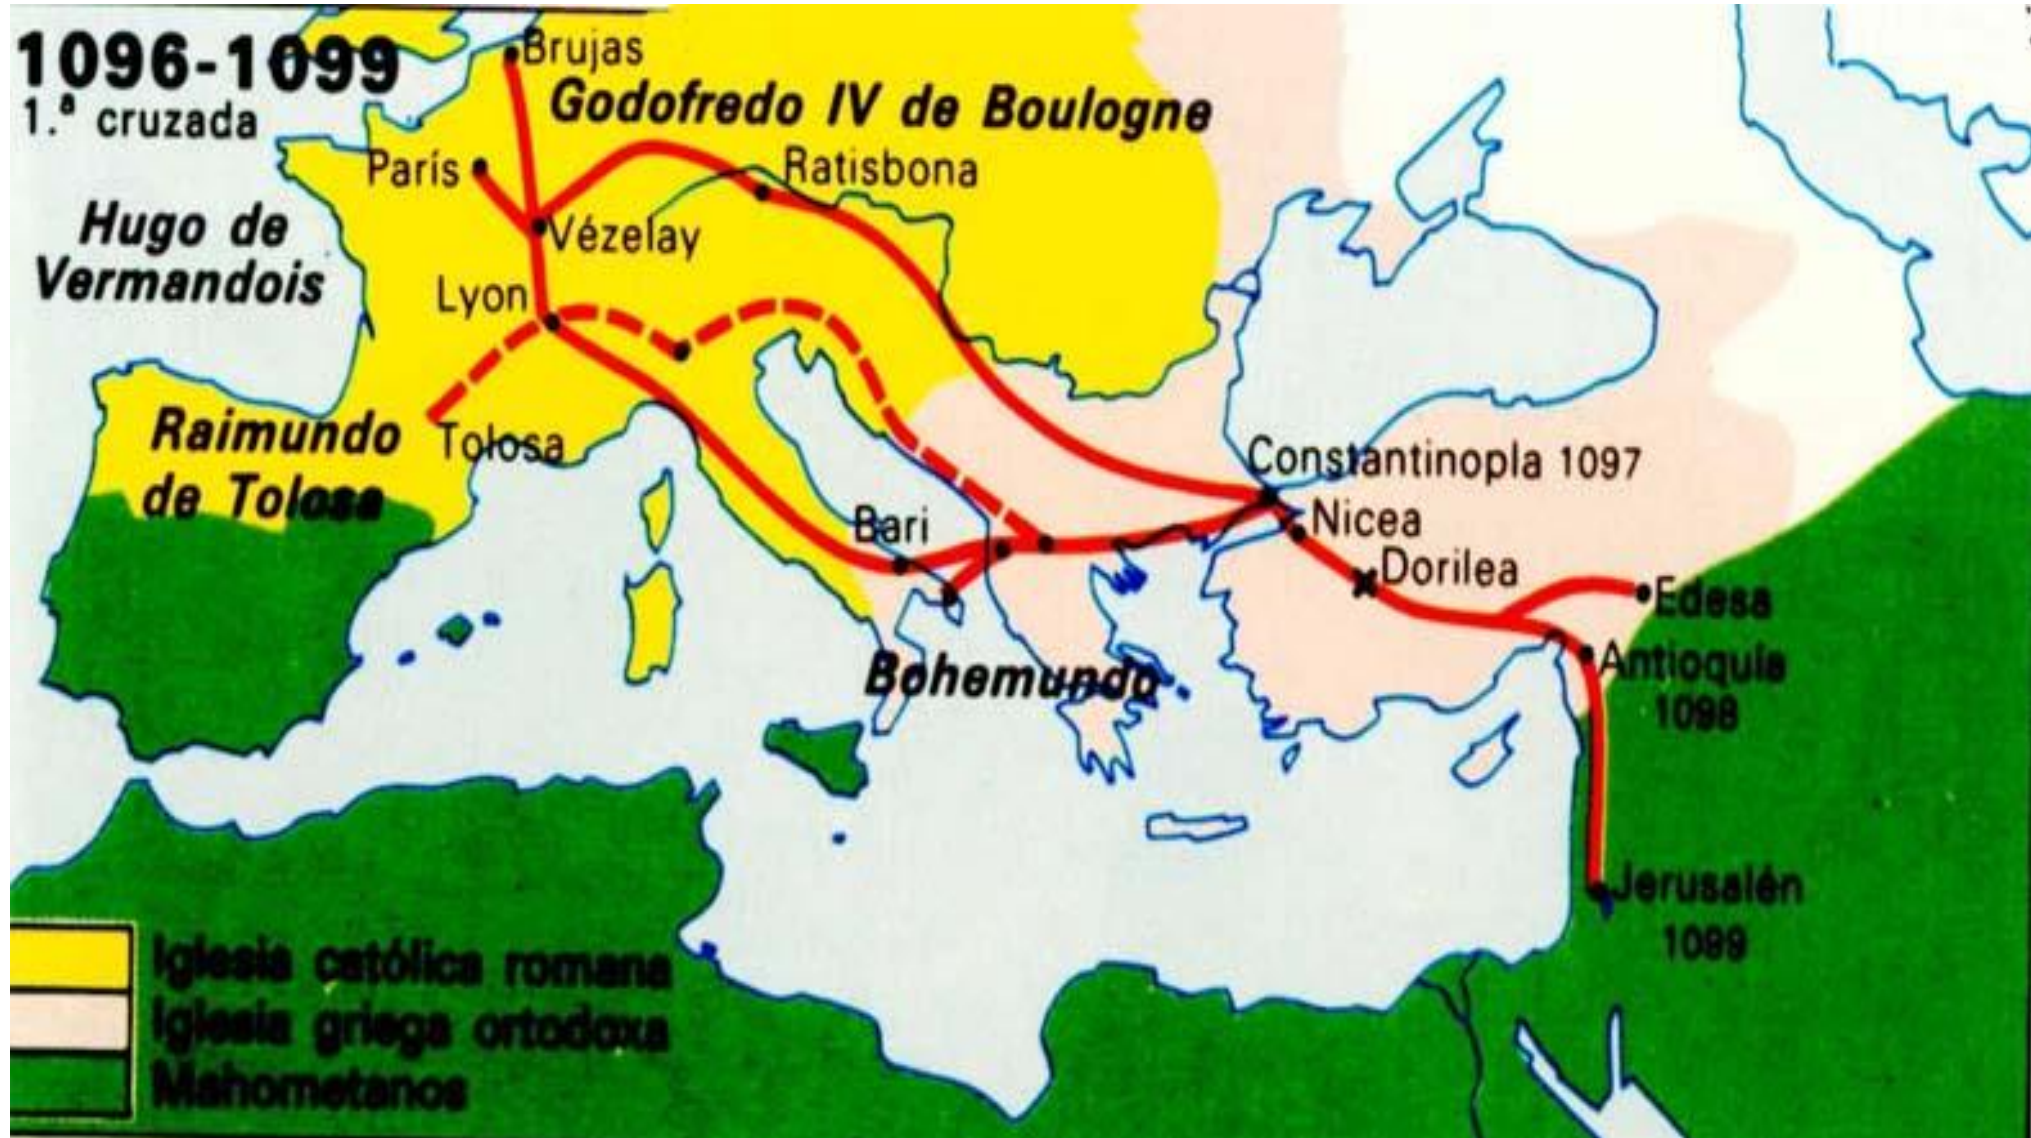 1096-1099
1.ª cruzada
Brujas
Godofredo IV de Boulogne
París
Ratisbona
Hugo de
Vermandois
Vézelay
Lyon
Raimundo
de Tolosa
Tolosa
Constantinopla 1097
Bari
Nicea
Dorilea
Edesa
Bohemundo
Antioquía
1098
Jerusalén
1099
Iglesia católica romana
Iglesia griega ortodoxa
Mahometanos